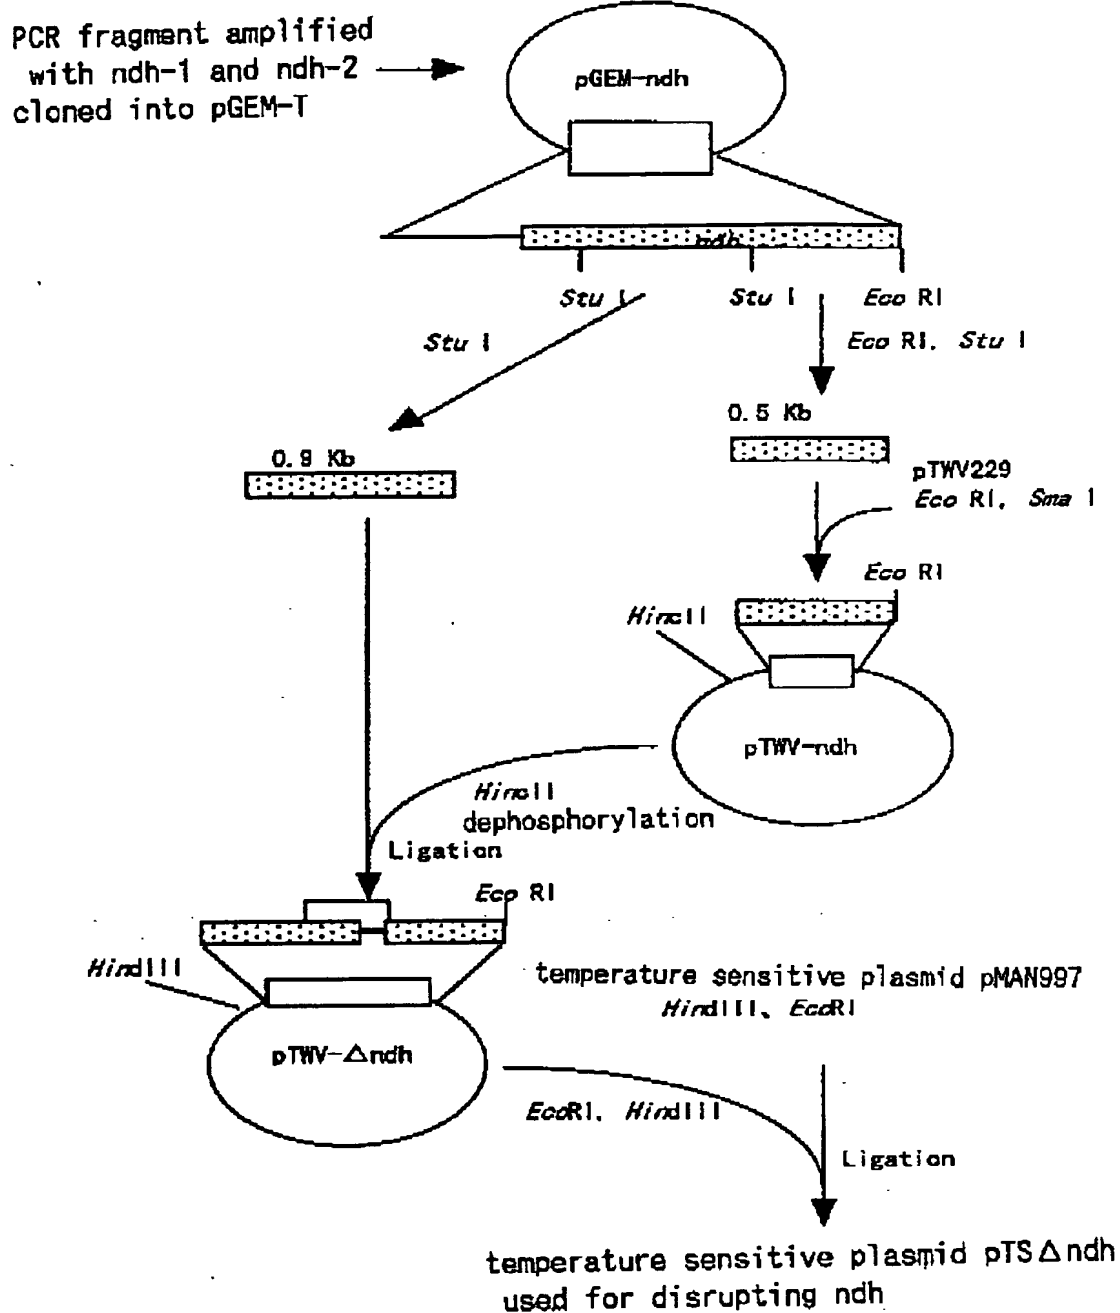 PCR fragment amplified
with ndh-1 and ndh-2
cloned into pGEM-T
pGEM-ndh
ndh
Stu I
Stu I
Eco RI
Stu I
Eco RI, Stu I
0.5 Kb
0.9 Kb
pTWV229
Eco RI, Sma I
Eco RI
HincII
pTWV-ndh
HincII
dephosphorylation
Ligation
Eco RI
HindIII
temperature sensitive plasmid pMAN997
HindIII, EcoRI
pTWV-△ndh
EcoRI, HindIII
Ligation
temperature sensitive plasmid pTS△ndh
used for disrupting ndh